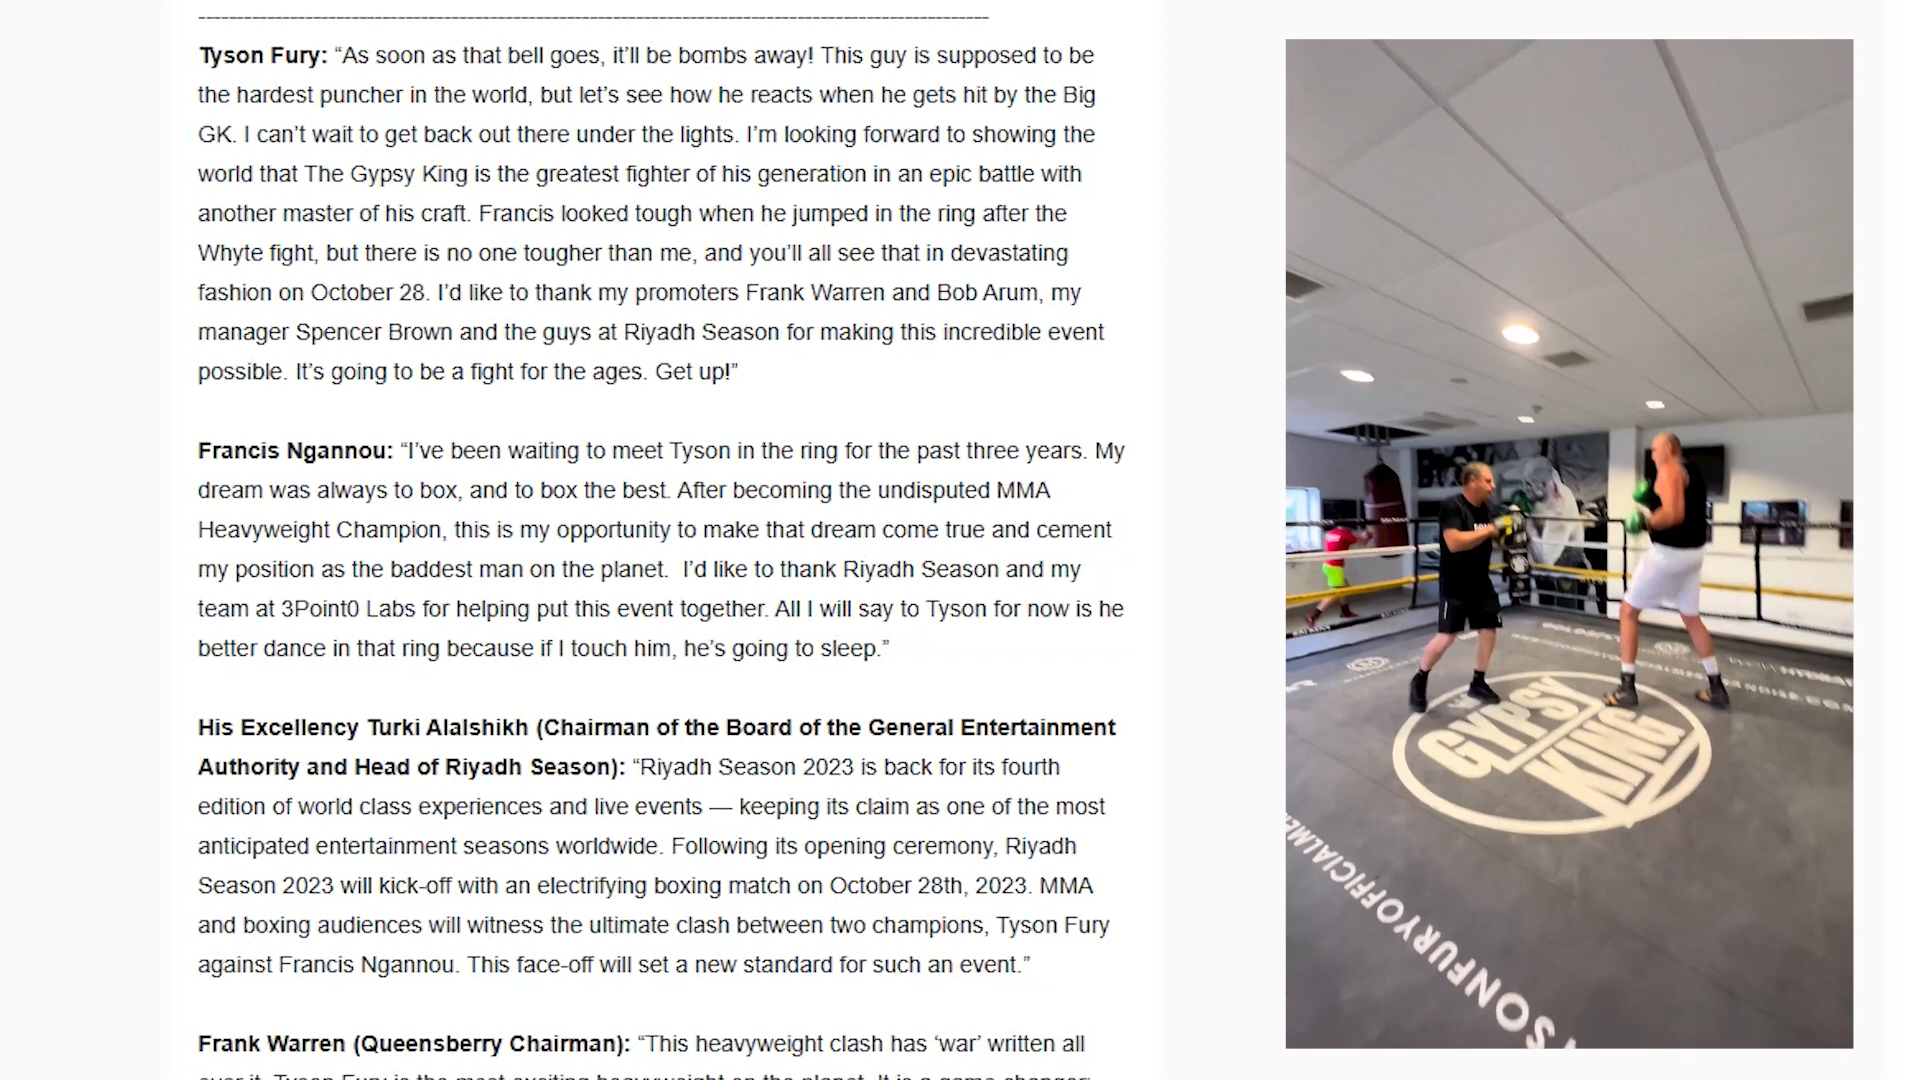 Tyson Fury: “As soon as that bell goes, it’ll be bombs away! This guy is supposed to be
the hardest puncher in the world, but let’s see how he reacts when he gets hit by the Big
GK. I can’t wait to get back out there under the lights. I’m looking forward to showing the
world that The Gypsy King is the greatest fighter of his generation in an epic battle with
another master of his craft. Francis looked tough when he jumped in the ring after the
Whyte fight, but there is no one tougher than me, and you’ll all see that in devastating
fashion on October 28. I’d like to thank my promoters Frank Warren and Bob Arum, my
manager Spencer Brown and the guys at Riyadh Season for making this incredible event
possible. It’s going to be a fight for the ages. Get up!”
Francis Ngannou: “I’ve been waiting to meet Tyson in the ring for the past three years. My
dream was always to box, and to box the best. After becoming the undisputed MMA
Heavyweight Champion, this is my opportunity to make that dream come true and cement
my position as the baddest man on the planet.  I’d like to thank Riyadh Season and my
team at 3Point0 Labs for helping put this event together. All I will say to Tyson for now is he
better dance in that ring because if I touch him, he’s going to sleep.”
His Excellency Turki Alalshikh (Chairman of the Board of the General Entertainment
Authority and Head of Riyadh Season): “Riyadh Season 2023 is back for its fourth
edition of world class experiences and live events — keeping its claim as one of the most
anticipated entertainment seasons worldwide. Following its opening ceremony, Riyadh
Season 2023 will kick-off with an electrifying boxing match on October 28th, 2023. MMA
and boxing audiences will witness the ultimate clash between two champions, Tyson Fury
against Francis Ngannou. This face-off will set a new standard for such an event.”
Frank Warren (Queensberry Chairman): “This heavyweight clash has ‘war’ written all
over it. Tyson Fury is the most exciting heavyweight on the planet. It is a game-changer
GYPSY
KING
SONFURYOFFICIALME